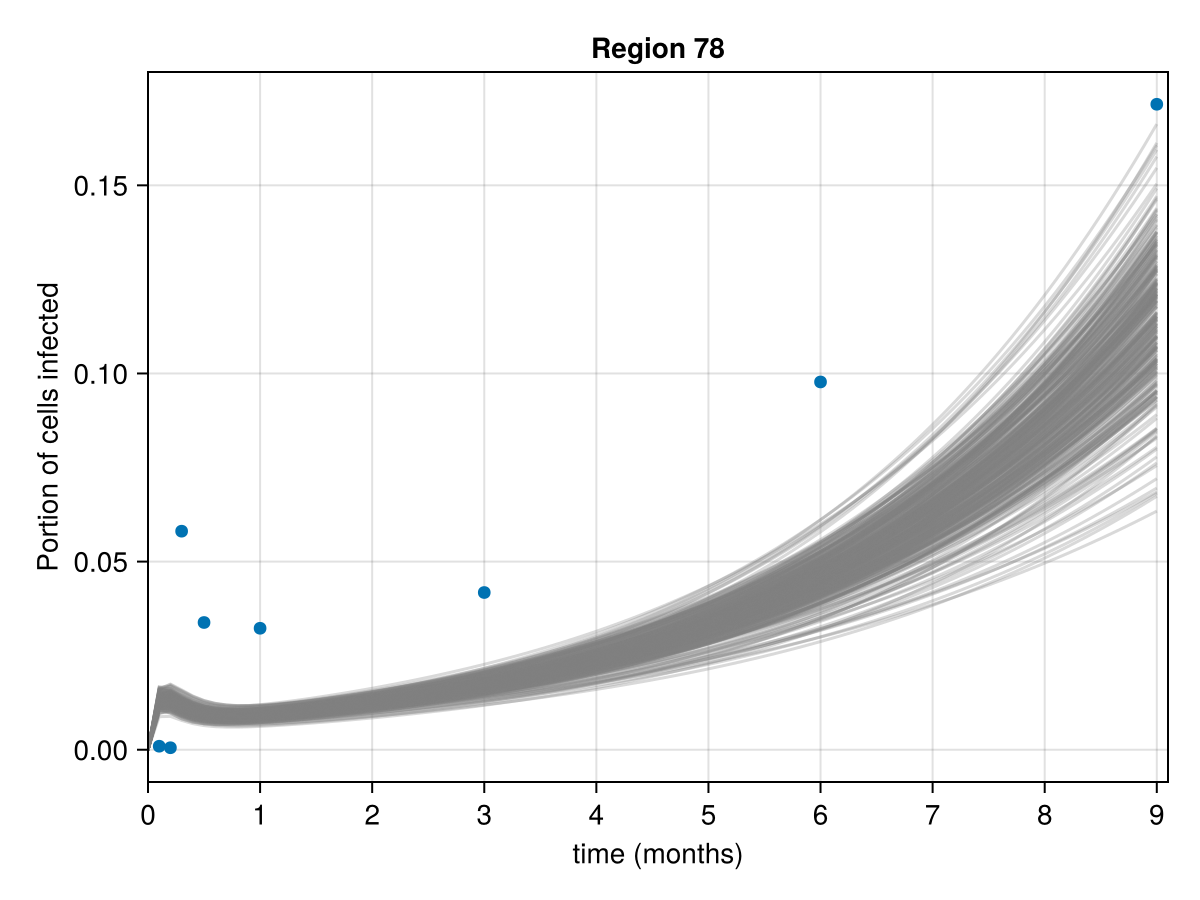 Region 78
Portion of cells infected
0.15
0.10
0.05
0.00
0 1 2 3 4 5 6 7 8 9
time (months)